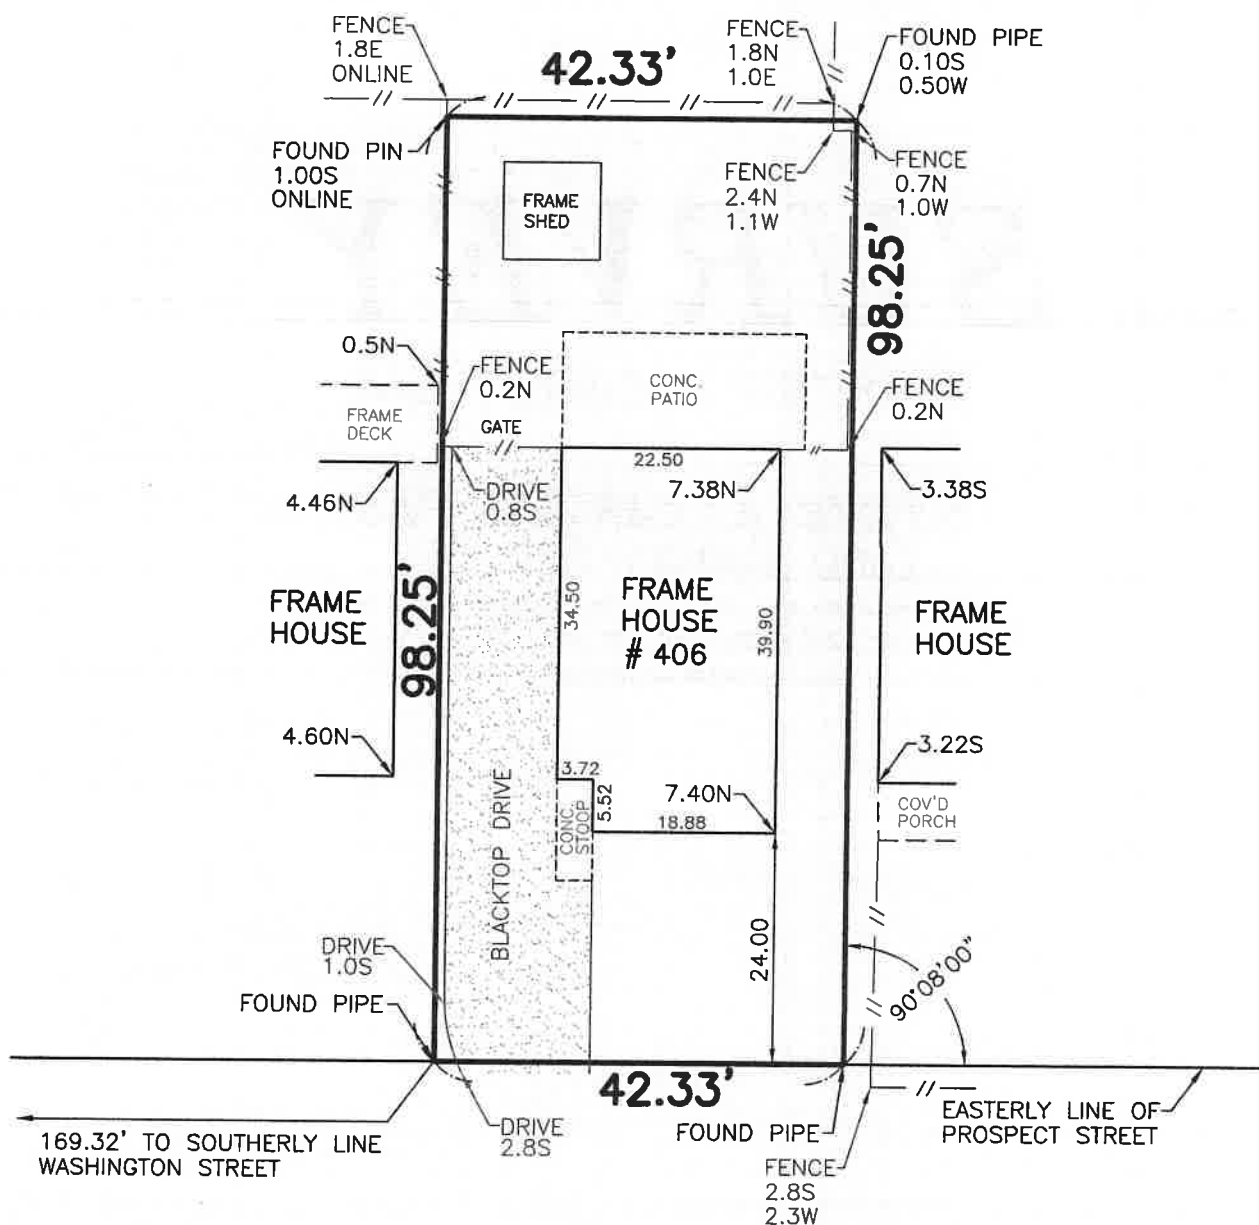 FENCE
1.8E
ONLINE
42.33'
FENCE
1.8N
1.0E
FOUND PIPE
0.10S
0.50W
FOUND PIN
1.00S
ONLINE
FRAME
SHED
FENCE
2.4N
1.1W
FENCE
0.7N
1.0W
98.25'
0.5N
FENCE
0.2N
CONC.
PATIO
FENCE
0.2N
FRAME
DECK
GATE
22.50
4.46N
DRIVE
0.8S
7.38N
3.38S
FRAME
HOUSE
98.25'
34.50
FRAME
HOUSE
# 406
39.90
FRAME
HOUSE
4.60N
3.72
5.52
7.40N
18.88
3.22S
COV'D
PORCH
BLACKTOP DRIVE
CONC.
STOOP
24.00
90°08'00"
DRIVE
1.0S
FOUND PIPE
42.33'
169.32' TO SOUTHERLY LINE
WASHINGTON STREET
DRIVE
2.8S
FOUND PIPE
FENCE
2.8S
2.3W
EASTERLY LINE OF
PROSPECT STREET